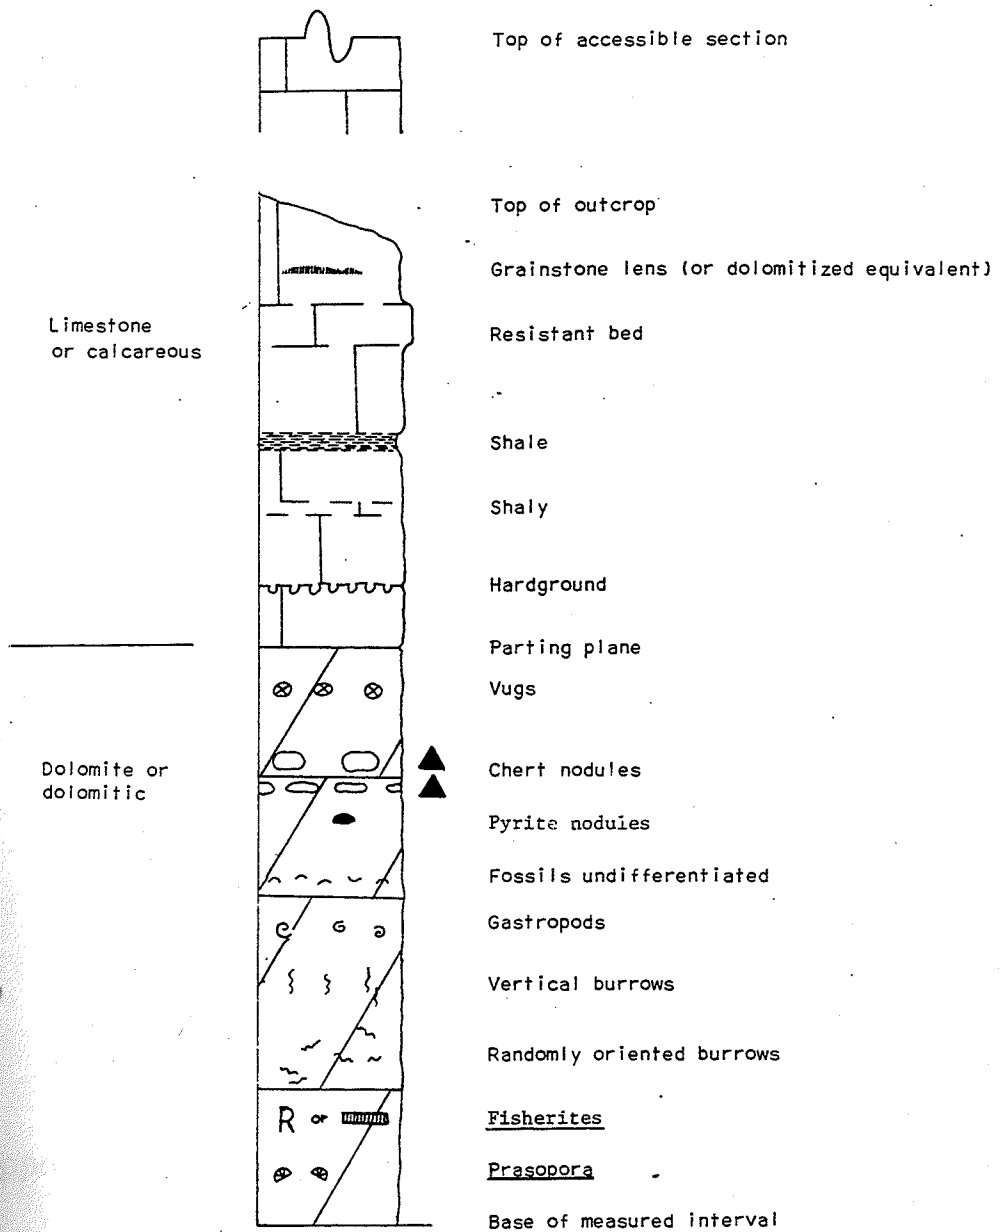 Top of accessible section
Top of outcrop
Grainstone lens (or dolomitized equivalent)
Limestone
or calcareous
Resistant bed
Shale
Shaly
Hardground
Parting plane
Vugs
Dolomite or
dolomitic
Chert nodules
Pyrite nodules
Fossils undifferentiated
Gastropods
Vertical burrows
Randomly oriented burrows
R or
Fisherites
Prasopora
Base of measured interval